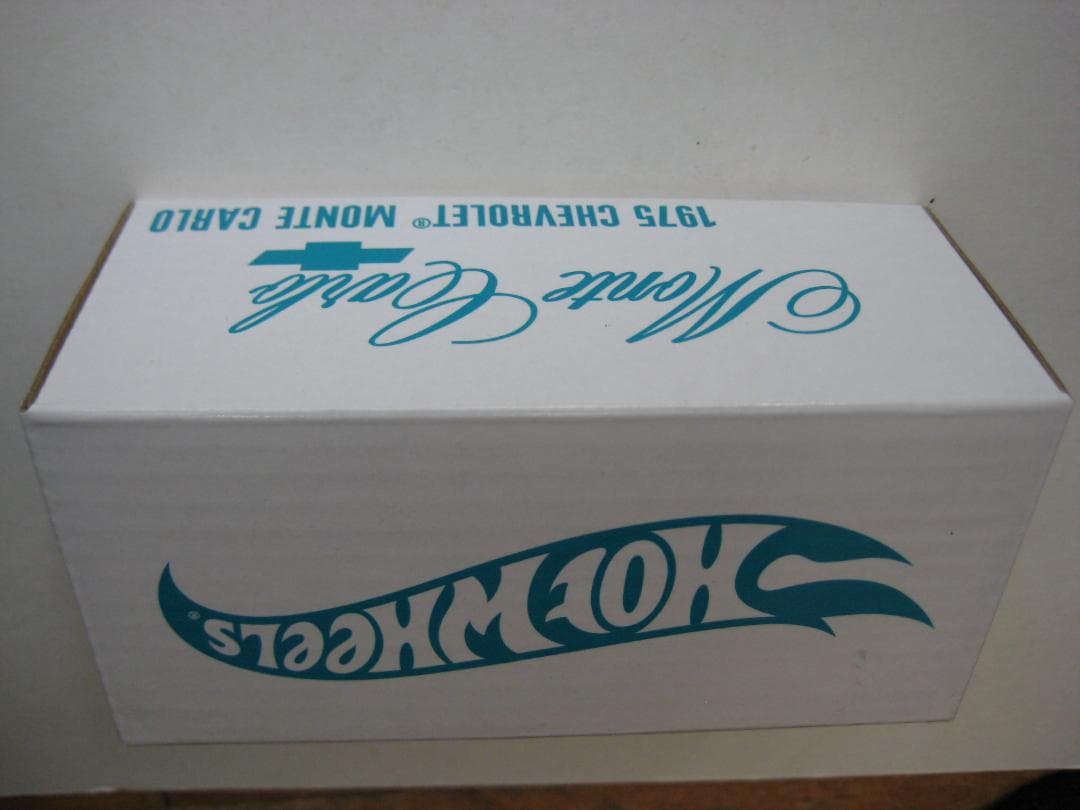 HOT WHEELS®
Monte Carlo
1975 CHEVROLET® MONTE CARLO